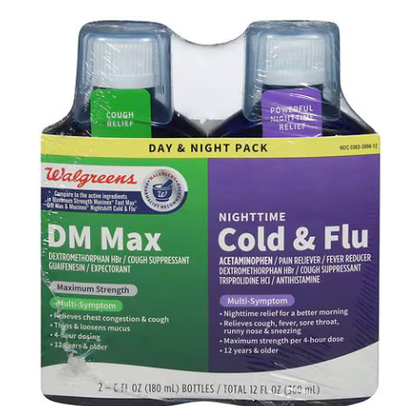 COUGH
RELIEF
POWERFUL
NIGHTTIME
RELIEF
DAY & NIGHT PACK
Walgreens
Compare to the active ingredients
in Maximum Strength Mucinex® Fast Max®
DM Max & Mucinex® Nightshift Cold & Flu
DM Max
DEXTROMETHORPHAN HBr / COUGH SUPPRESSANT
GUAIFENESIN / EXPECTORANT
Maximum Strength
Multi-Symptom
• Relieves chest congestion & cough
• Thins & loosens mucus
• 4-hour dosing
• 12 years & older
NIGHTTIME
Cold & Flu
ACETAMINOPHEN / PAIN RELIEVER / FEVER REDUCER
DEXTROMETHORPHAN HBr / COUGH SUPPRESSANT
TRIPROLIDINE HCl / ANTIHISTAMINE
Multi-Symptom
• Nighttime relief for a better morning
• Relieves cough, fever, sore throat,
runny nose & sneezing
• Maximum strength per 4-hour dose
• 12 years & older
2 – 6 FL OZ (180 mL) BOTTLES / TOTAL 12 FL OZ (360 mL)